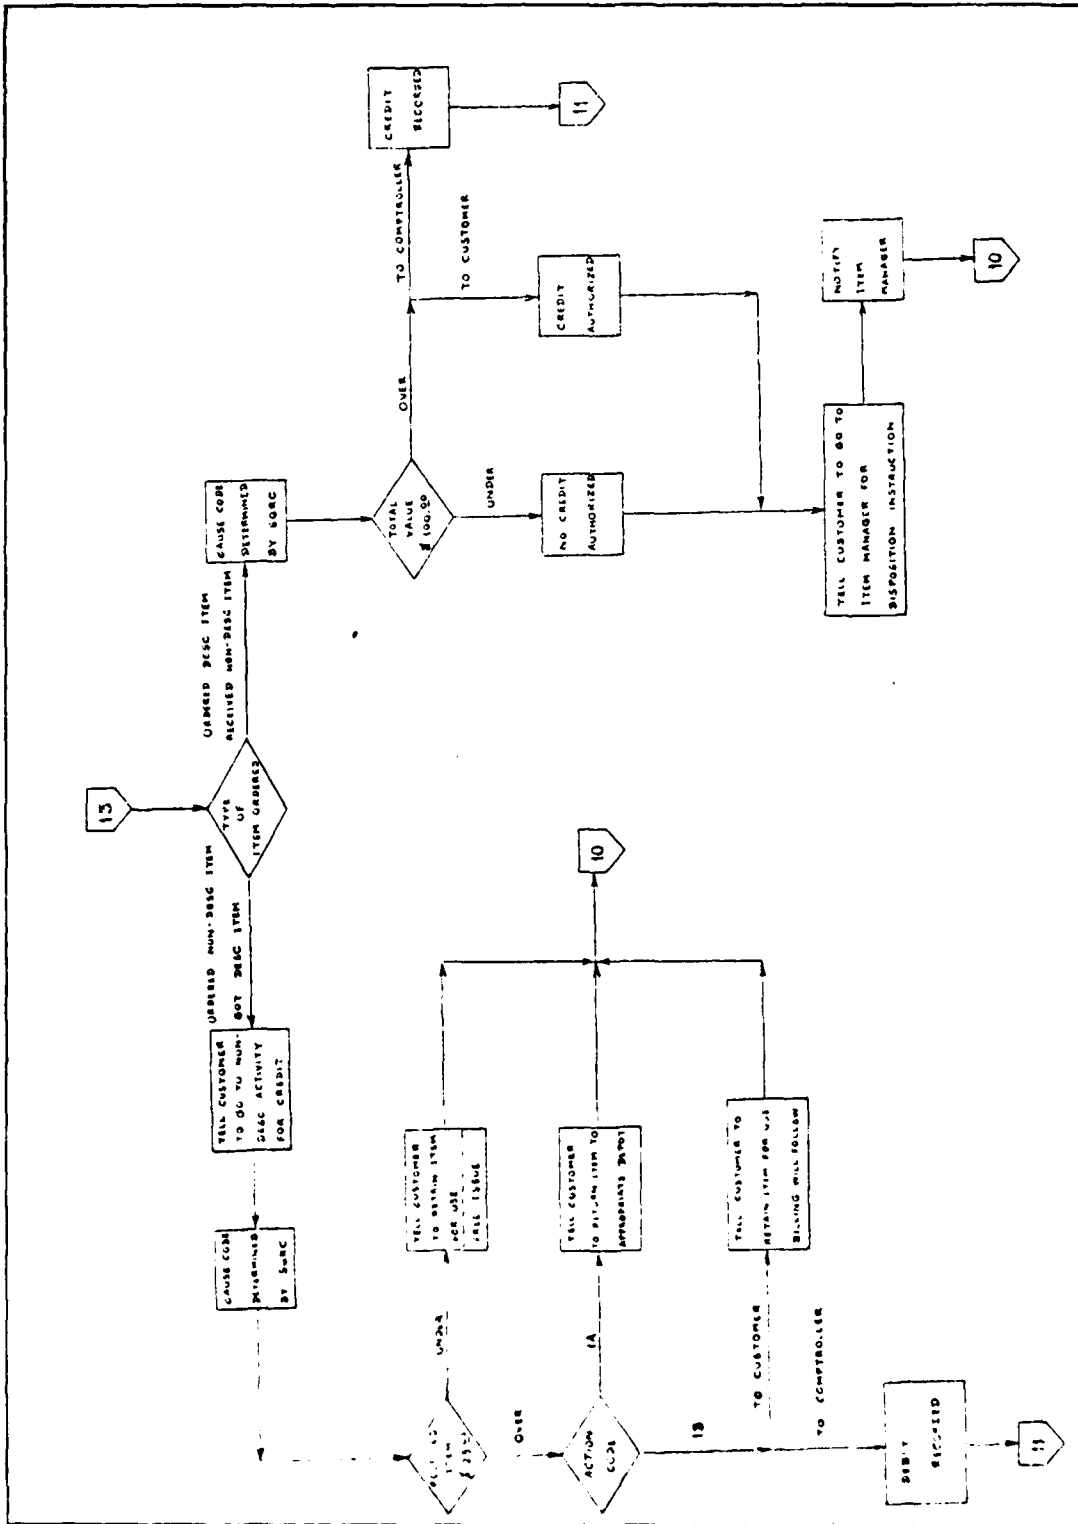 13
TYPE
OF
ITEM ORDERED
ORDERED NON-DESC ITEM
GOT DESC ITEM
ORDERED DESC ITEM
RECEIVED NON-DESC ITEM
TELL CUSTOMER
TO GO TO NON-
DESC ACTIVITY
FOR CREDIT
CAUSE CODE
DETERMINED
BY SQRC
ITEM
UNDER
OVER
TELL CUSTOMER
TO RETAIN ITEM
FOR USE
FREE ISSUE
ACTION
CODE
1A
1B
TELL CUSTOMER
TO RETURN ITEM TO
APPROPRIATE DEPOT
TO CUSTOMER
TO COMPTROLLER
TELL CUSTOMER TO
RETAIN ITEM FOR USE
BILLING WILL FOLLOW
10
DEBIT
RECORDED
11
CAUSE CODE
DETERMINED
BY SQRC
TOTAL
VALUE
$ 100.00
OVER
UNDER
TO COMPTROLLER
TO CUSTOMER
CREDIT
RECORSED
11
CREDIT
AUTHORIZED
NO CREDIT
AUTHORIZED
TELL CUSTOMER TO GO TO
ITEM MANAGER FOR
DISPOSITION INSTRUCTION
NOTIFY
ITEM
MANAGER
10